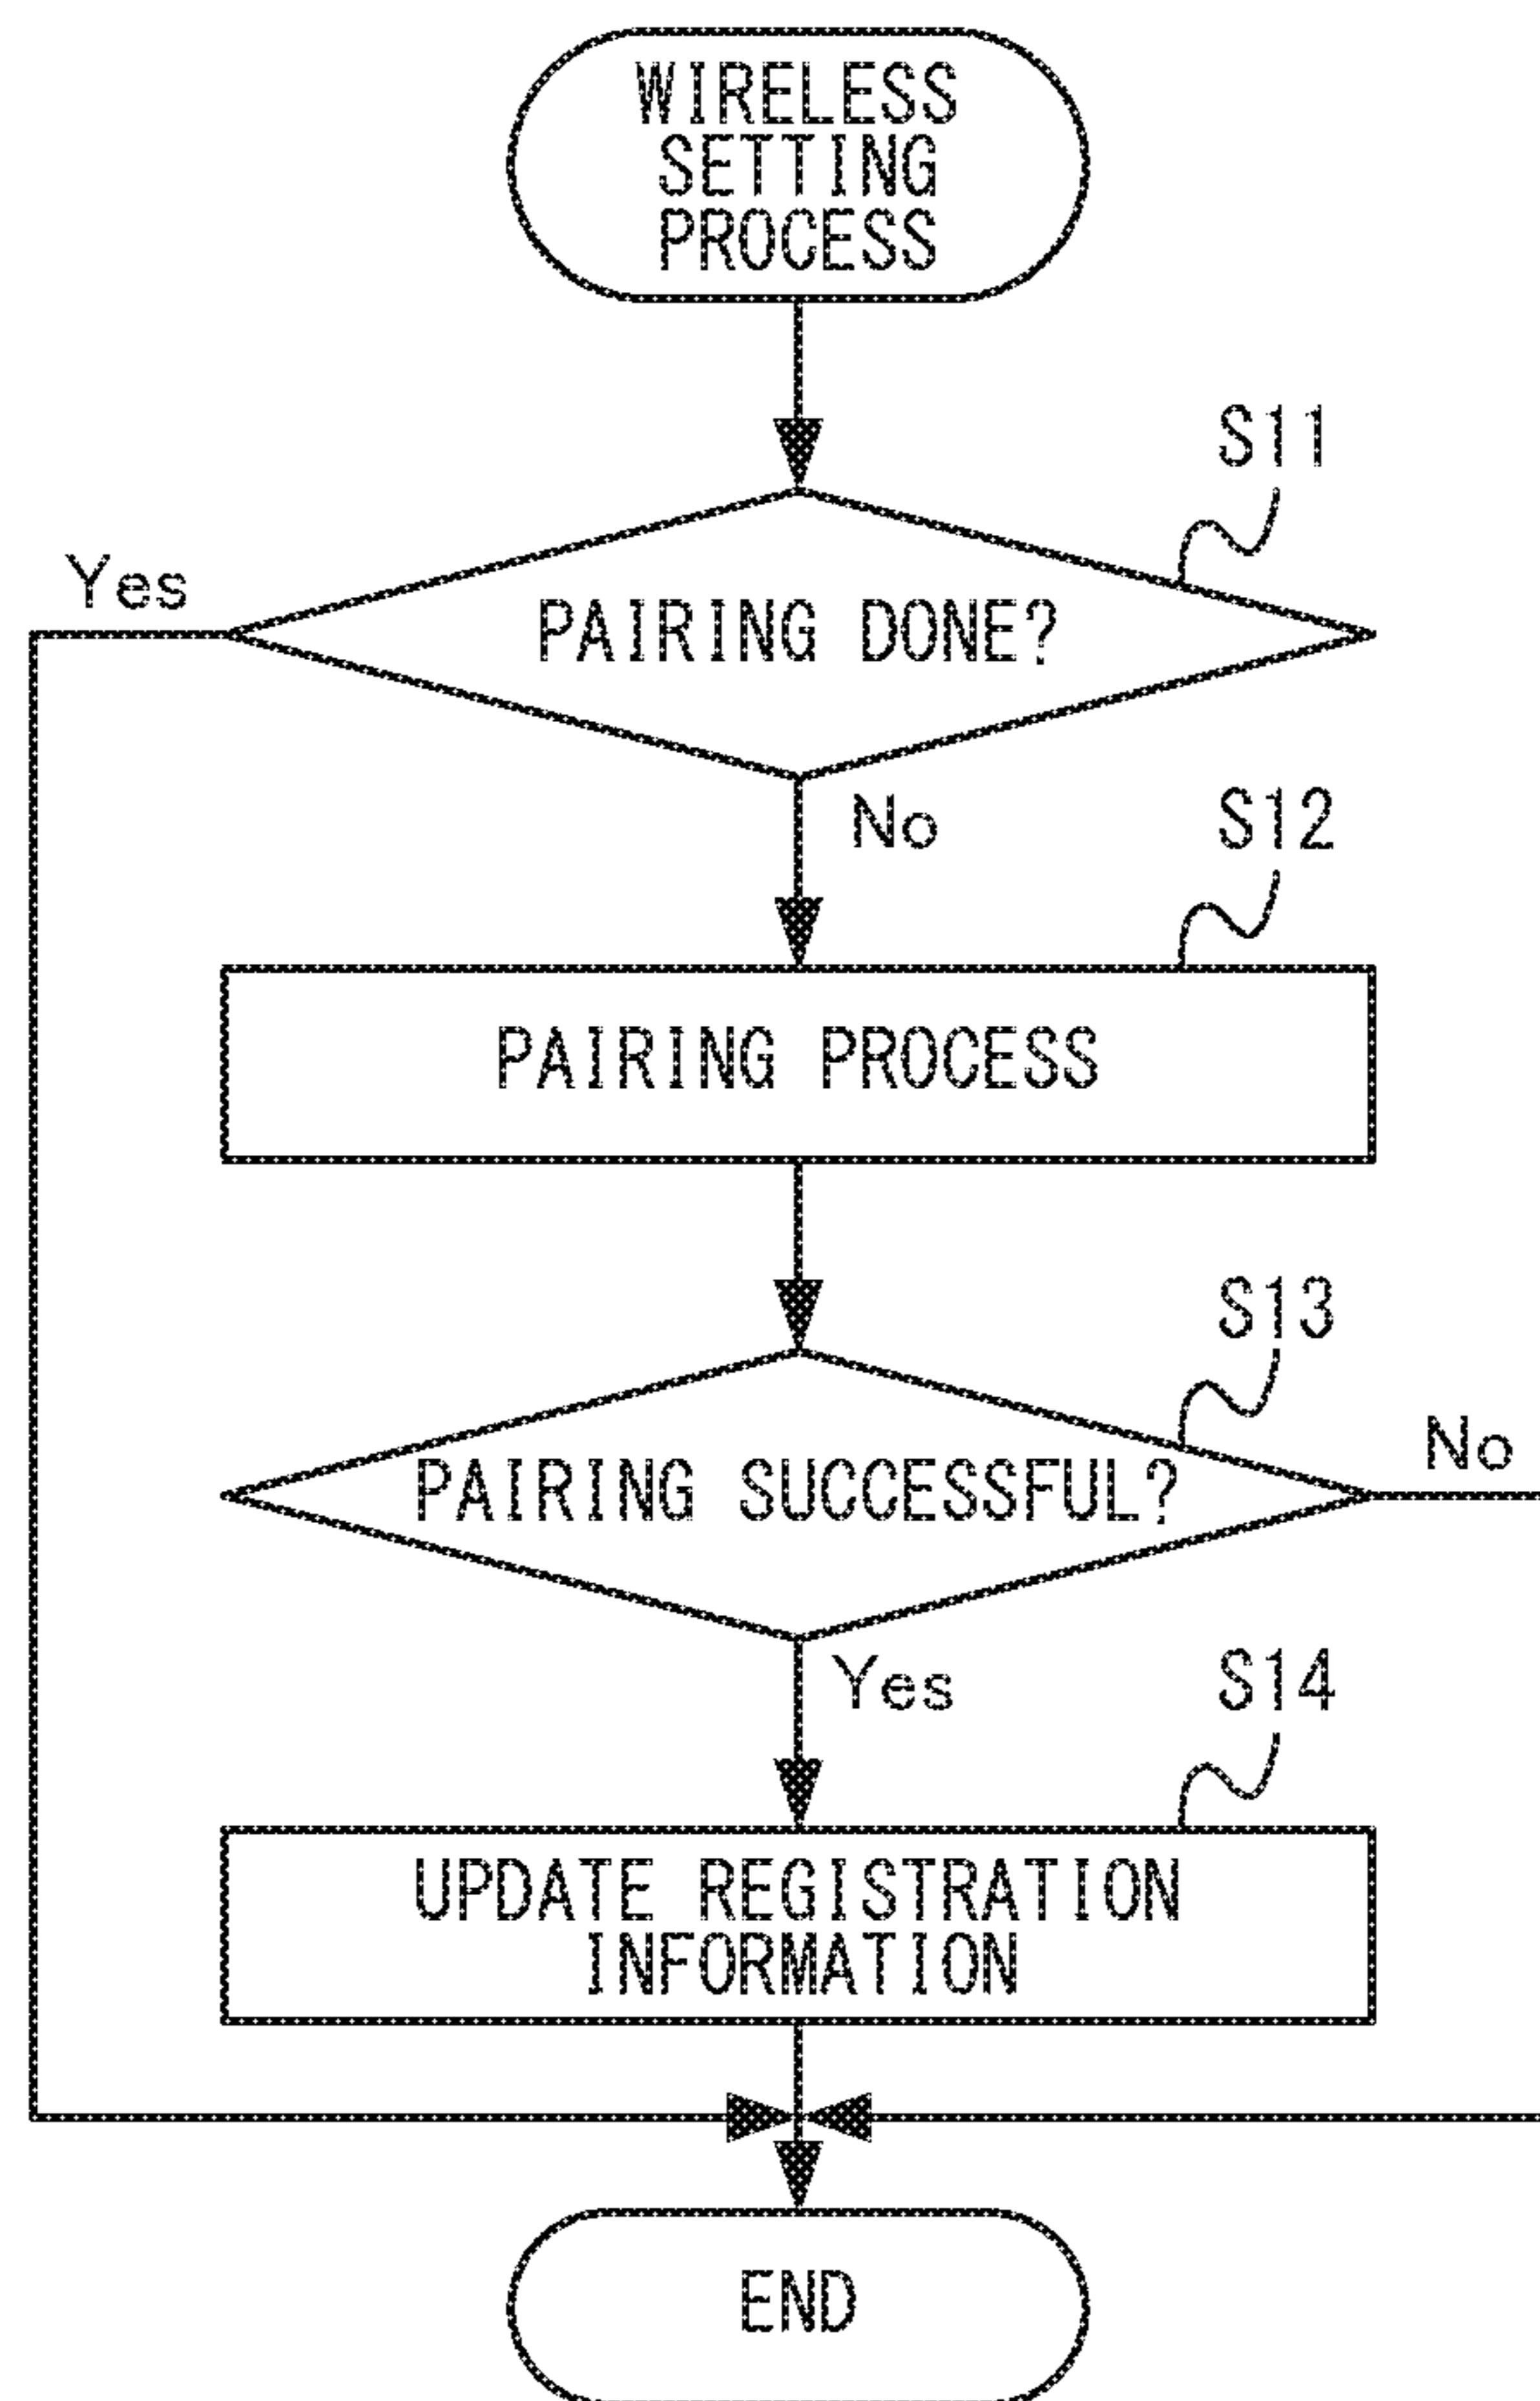 WIRELESS
SETTING
PROCESS
S11
Yes
PAIRING DONE?
No
S12
PAIRING PROCESS
S13
No
PAIRING SUCCESSFUL?
Yes
S14
UPDATE REGISTRATION
INFORMATION
END